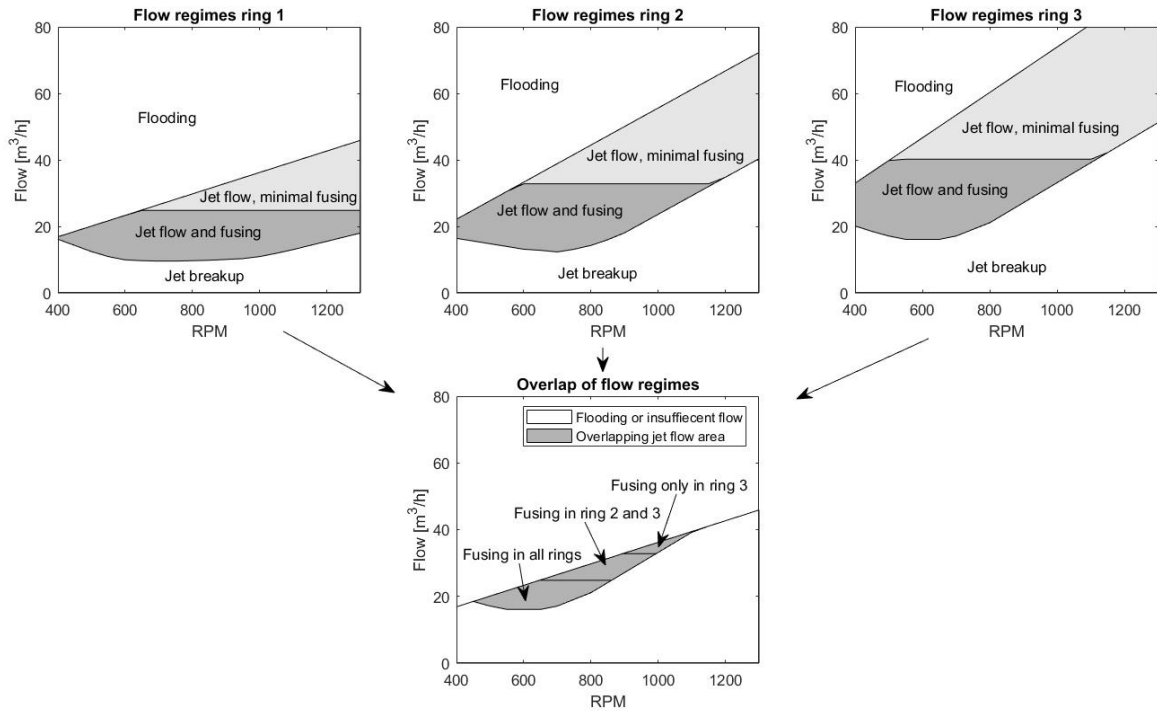 Flow regimes ring 1
80
60
40
20
0
Flow [m³/h]
Flooding
Jet flow, minimal fusing
Jet flow and fusing
Jet breakup
400 600 800 1000 1200
RPM
Flow regimes ring 2
80
60
40
20
0
Flow [m³/h]
Flooding
Jet flow, minimal fusing
Jet flow and fusing
Jet breakup
400 600 800 1000 1200
RPM
Flow regimes ring 3
80
60
40
20
0
Flow [m³/h]
Flooding
Jet flow, minimal fusing
Jet flow and fusing
Jet breakup
400 600 800 1000 1200
RPM
Overlap of flow regimes
80
60
40
20
0
Flow [m³/h]
Flooding or insuffiecent flow
Overlapping jet flow area
Fusing only in ring 3
Fusing in ring 2 and 3
Fusing in all rings
400 600 800 1000 1200
RPM